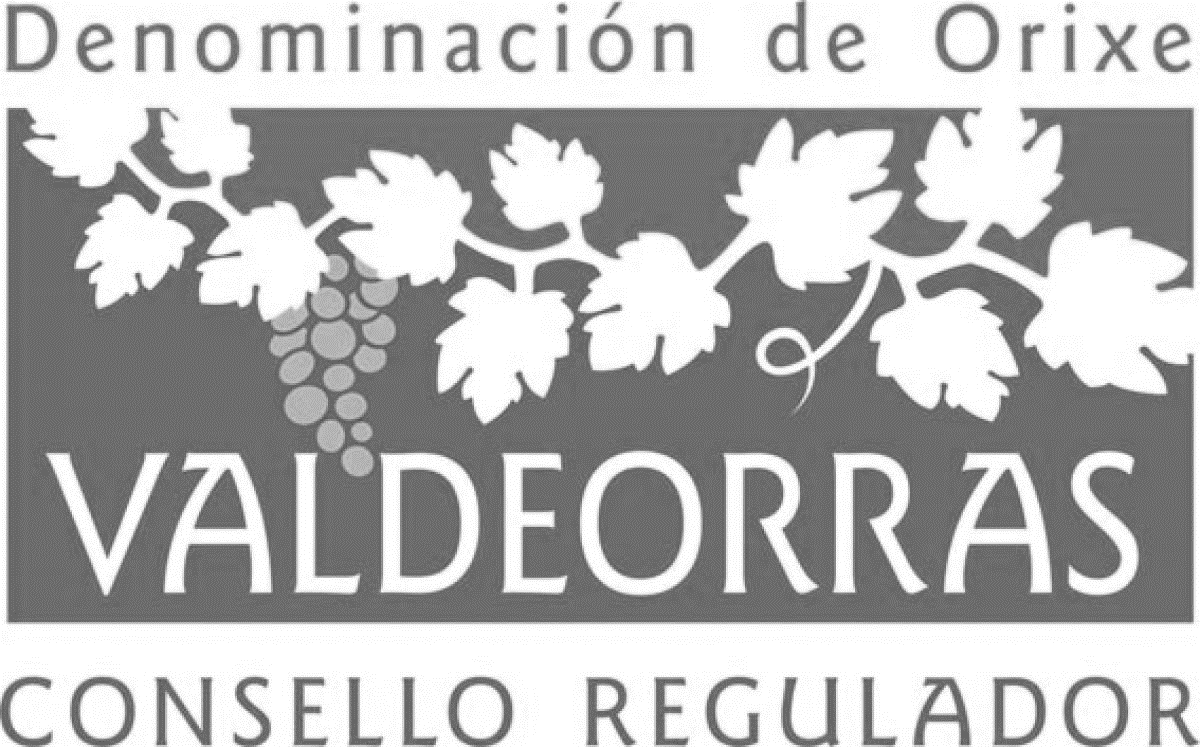 Denominación de Orixe
VALDEORRAS
CONSELLO REGULADOR